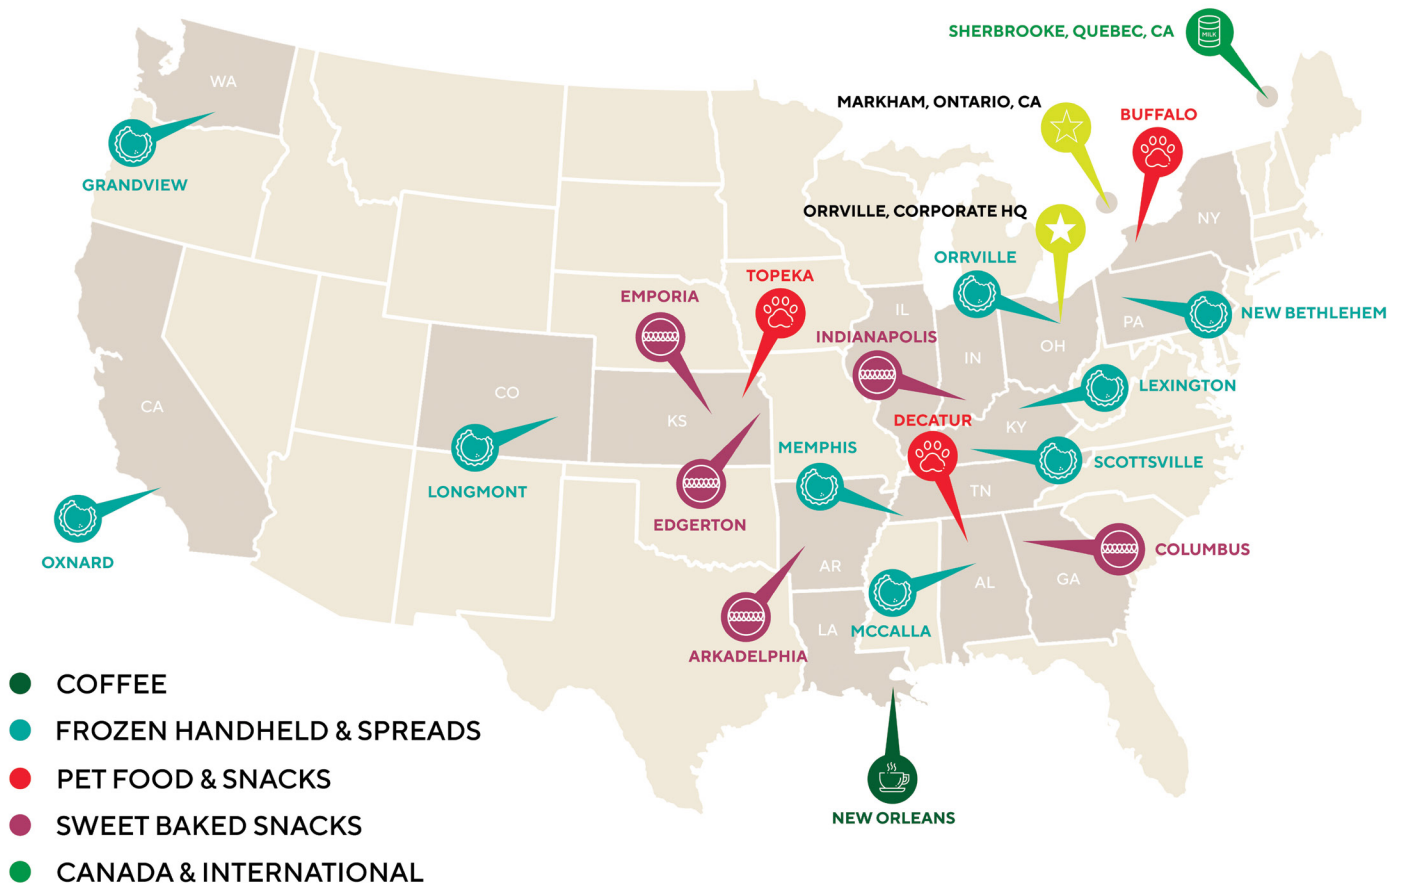 SHERBROOKE, QUEBEC, CA
MILK
WA
MARKHAM, ONTARIO, CA
BUFFALO
GRANDVIEW
ORRVILLE, CORPORATE HQ
NY
ORRVILLE
TOPEKA
EMPORIA
IL
NEW BETHLEHEM
PA
INDIANAPOLIS
OH
IN
LEXINGTON
CO
CA
KS
DECATUR
KY
MEMPHIS
SCOTTSVILLE
LONGMONT
TN
EDGERTON
COLUMBUS
OXNARD
AR
GA
AL
LA
MCCALLA
ARKADELPHIA
COFFEE
FROZEN HANDHELD & SPREADS
PET FOOD & SNACKS
NEW ORLEANS
SWEET BAKED SNACKS
CANADA & INTERNATIONAL